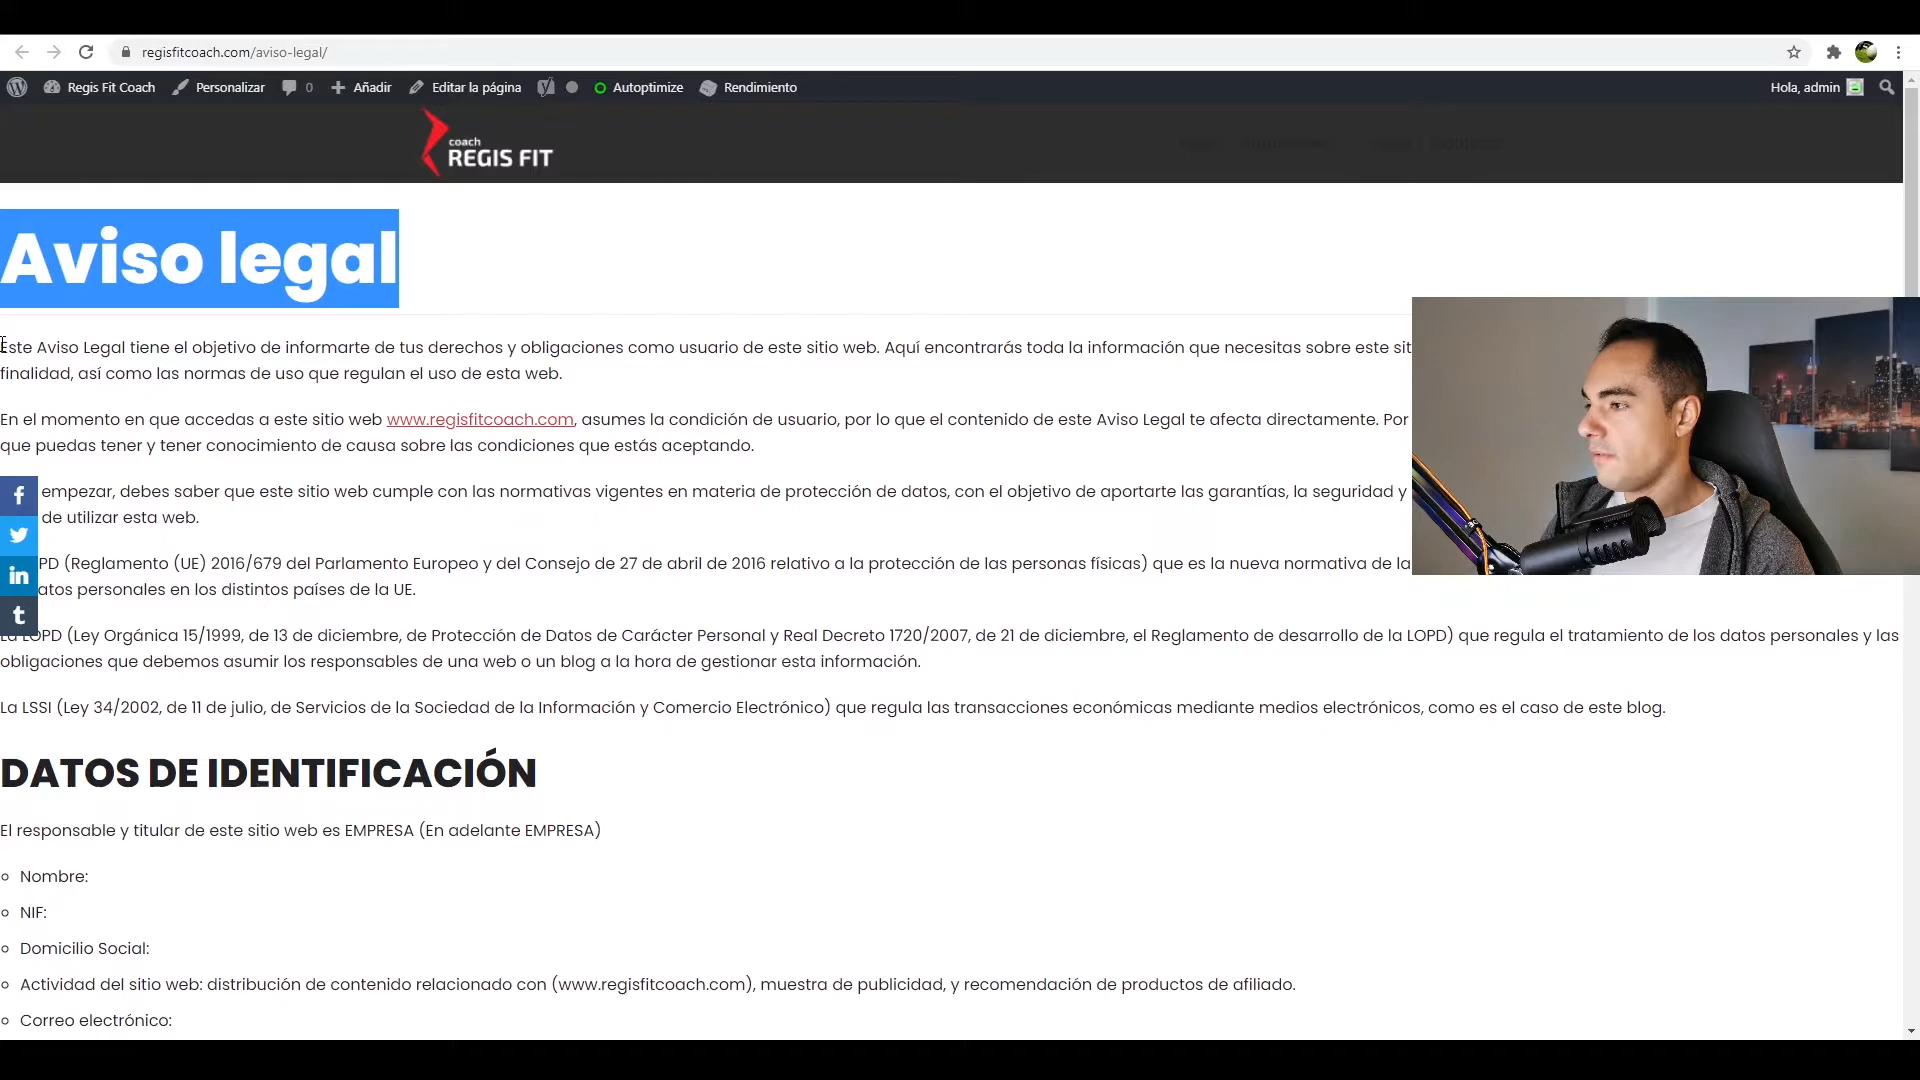 regisfitcoach.com/aviso-legal/
Regis Fit Coach Personalizar 0 Añadir Editar la página Autoptimize Rendimiento Hola, admin
coach
REGIS FIT
Aviso legal
Este Aviso Legal tiene el objetivo de informarte de tus derechos y obligaciones como usuario de este sitio web. Aquí encontrarás toda la información que necesitas sobre este sit
finalidad, así como las normas de uso que regulan el uso de esta web.
En el momento en que accedas a este sitio web www.regisfitcoach.com, asumes la condición de usuario, por lo que el contenido de este Aviso Legal te afecta directamente. Por
que puedas tener y tener conocimiento de causa sobre las condiciones que estás aceptando.
empezar, debes saber que este sitio web cumple con las normativas vigentes en materia de protección de datos, con el objetivo de aportarte las garantías, la seguridad y
de utilizar esta web.
PD (Reglamento (UE) 2016/679 del Parlamento Europeo y del Consejo de 27 de abril de 2016 relativo a la protección de las personas físicas) que es la nueva normativa de la
atos personales en los distintos países de la UE.
La LOPD (Ley Orgánica 15/1999, de 13 de diciembre, de Protección de Datos de Carácter Personal y Real Decreto 1720/2007, de 21 de diciembre, el Reglamento de desarrollo de la LOPD) que regula el tratamiento de los datos personales y las
obligaciones que debemos asumir los responsables de una web o un blog a la hora de gestionar esta información.
La LSSI (Ley 34/2002, de 11 de julio, de Servicios de la Sociedad de la Información y Comercio Electrónico) que regula las transacciones económicas mediante medios electrónicos, como es el caso de este blog.
DATOS DE IDENTIFICACIÓN
El responsable y titular de este sitio web es EMPRESA (En adelante EMPRESA)
Nombre:
NIF:
Domicilio Social:
Actividad del sitio web: distribución de contenido relacionado con (www.regisfitcoach.com), muestra de publicidad, y recomendación de productos de afiliado.
Correo electrónico: